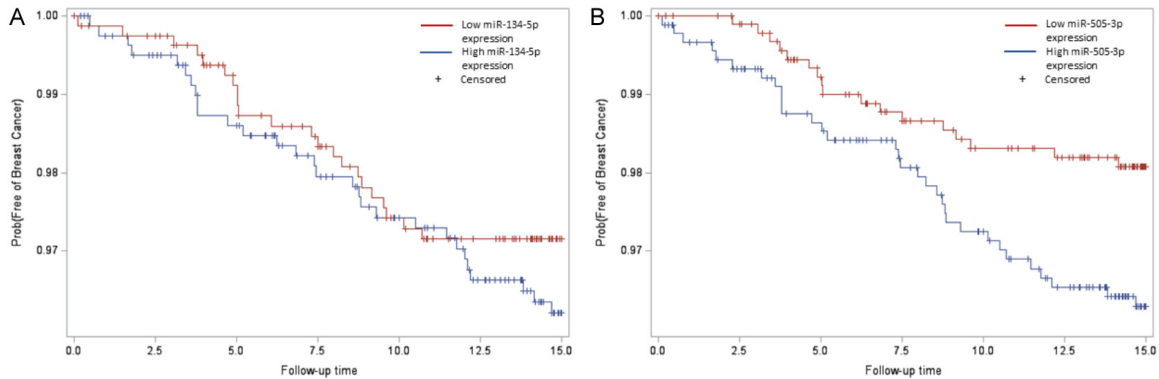 A
Prob(Free of Breast Cancer)
1.00
0.99
0.98
0.97
Low miR-134-5p
expression
High miR-134-5p
expression
+ Censored
0.0 2.5 5.0 7.5 10.0 12.5 15.0
Follow-up time
B
Prob(Free of Breast Cancer)
1.00
0.99
0.98
0.97
Low miR-505-3p
expression
High miR-505-3p
expression
+ Censored
0.0 2.5 5.0 7.5 10.0 12.5 15.0
Follow-up time